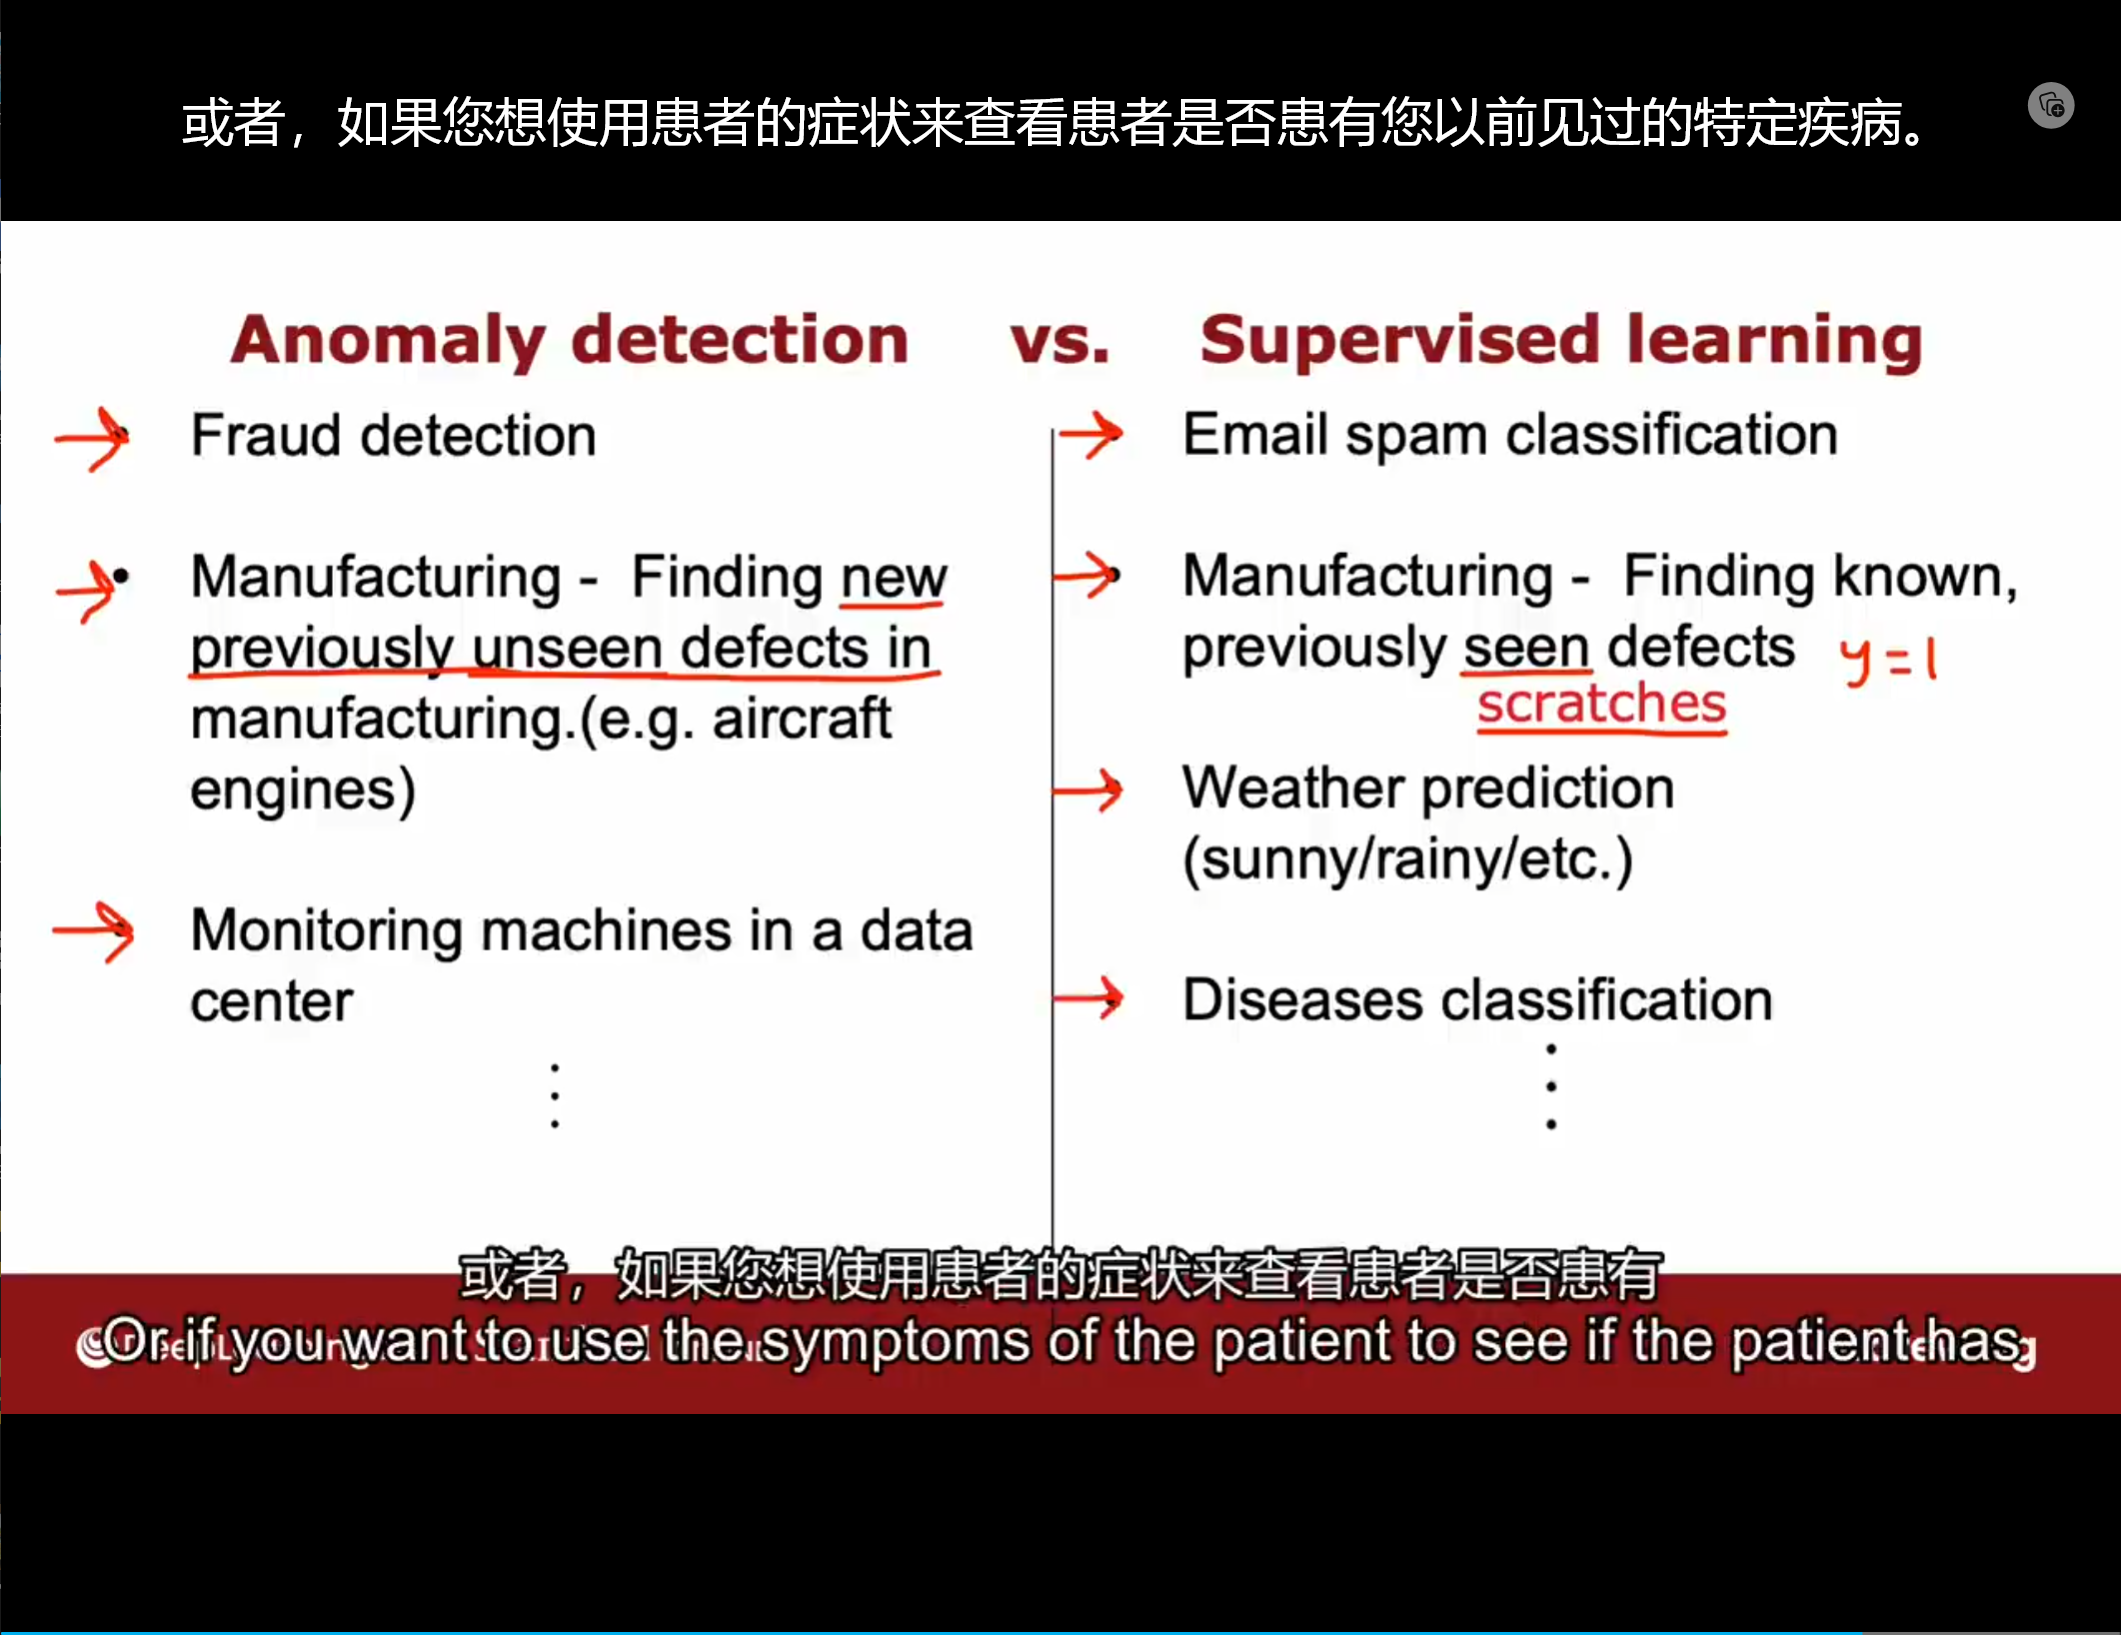 或者，如果您想使用患者的症状来查看患者是否患有您以前见过的特定疾病。
Anomaly detection vs. Supervised learning
Fraud detection
Manufacturing - Finding new
previously unseen defects in
manufacturing.(e.g. aircraft
engines)
Monitoring machines in a data
center
Email spam classification
Manufacturing - Finding known,
previously seen defects y=1
scratches
Weather prediction
(sunny/rainy/etc.)
Diseases classification
或者，如果您想使用患者的症状来查看患者是否患有
Or if you want to use the symptoms of the patient to see if the patient has